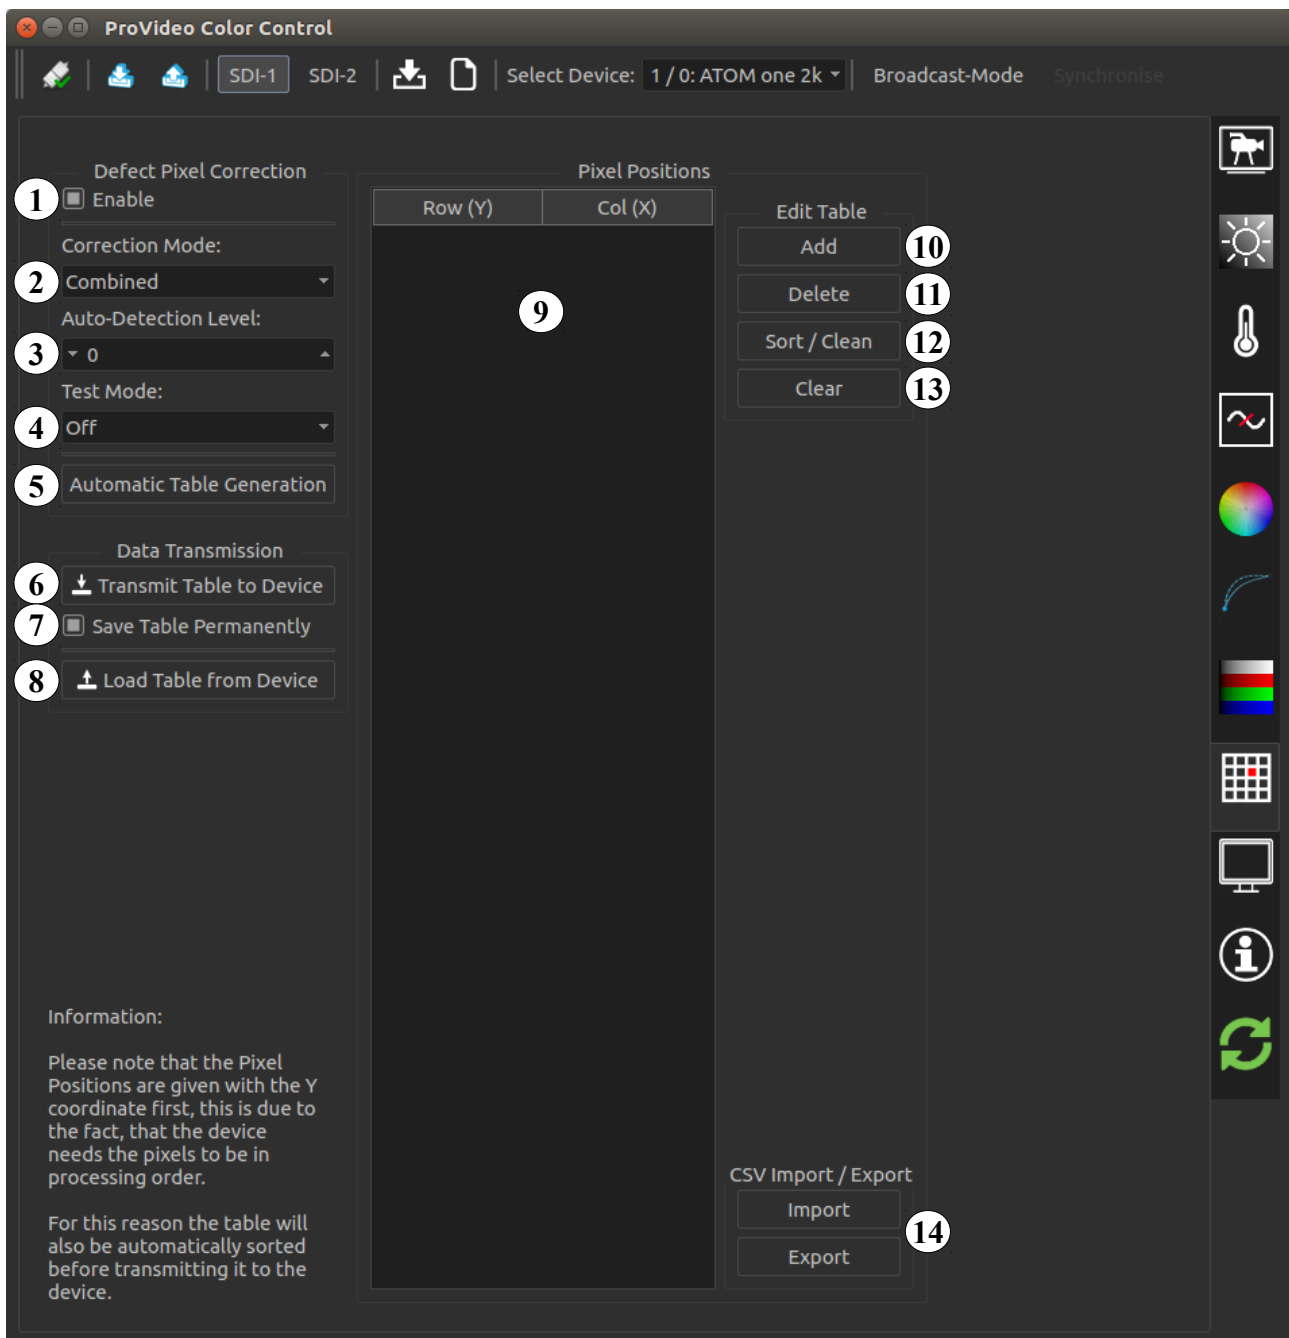 ProVideo Color Control
SDI-1 SDI-2 Select Device: 1 / 0: ATOM one 2k Broadcast-Mode Synchronise
Defect Pixel Correction
1 Enable
Correction Mode:
2 Combined
Auto-Detection Level:
3 0
Test Mode:
4 Off
5 Automatic Table Generation
Data Transmission
6 Transmit Table to Device
7 Save Table Permanently
8 Load Table from Device
Information:
Please note that the Pixel
Positions are given with the Y
coordinate first, this is due to
the fact, that the device
needs the pixels to be in
processing order.
For this reason the table will
also be automatically sorted
before transmitting it to the
device.
Pixel Positions
Row (Y) Col (X)
9
Edit Table
Add 10
Delete 11
Sort / Clean 12
Clear 13
CSV Import / Export
Import
14
Export